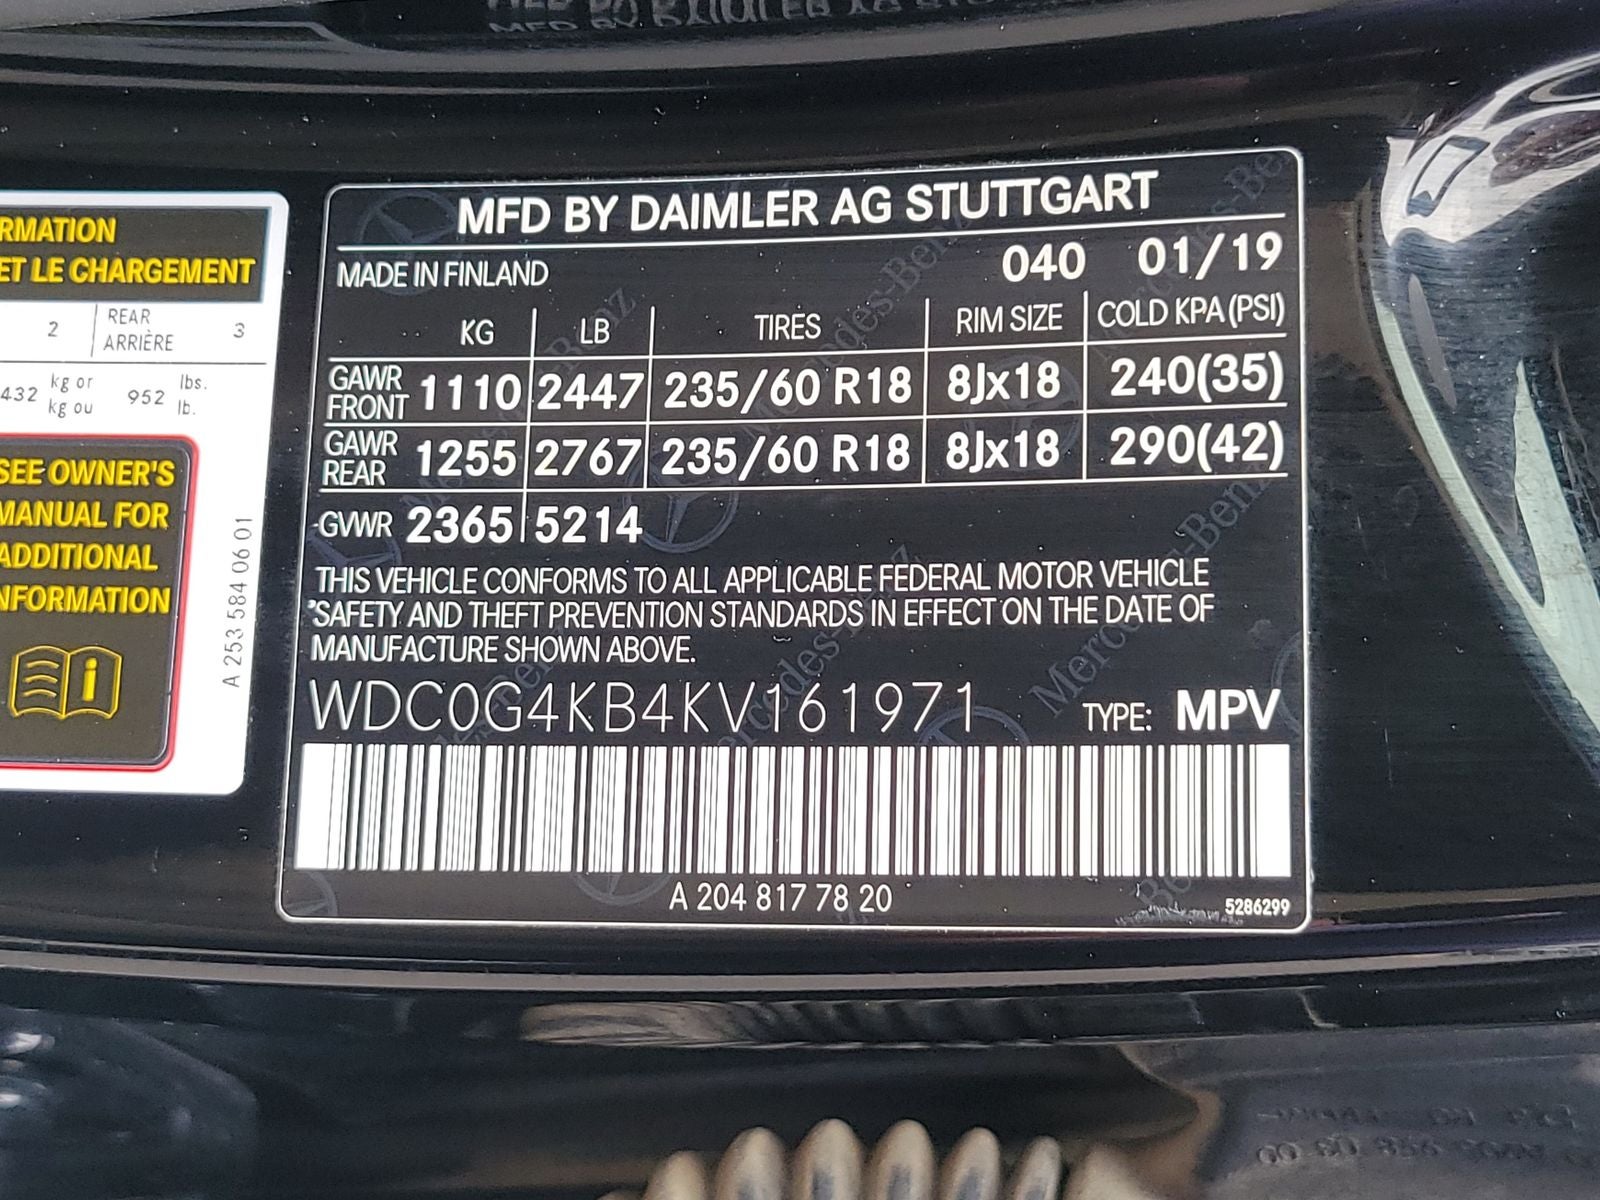 MFD BY DAIMLER AG STUTTGART
MADE IN FINLAND 040 01/19
KG LB TIRES RIM SIZE COLD KPA (PSI)
GAWR FRONT 1110 2447 235/60 R18 8Jx18 240(35)
GAWR REAR 1255 2767 235/60 R18 8Jx18 290(42)
GVWR 2365 5214
THIS VEHICLE CONFORMS TO ALL APPLICABLE FEDERAL MOTOR VEHICLE
SAFETY AND THEFT PREVENTION STANDARDS IN EFFECT ON THE DATE OF
MANUFACTURE SHOWN ABOVE.
WDC0G4KB4KV161971 TYPE: MPV
A 204 817 78 20
5286299
RMATION
ET LE CHARGEMENT
2 REAR ARRIÈRE 3
432 kg or kg ou 952 lbs. lb.
SEE OWNER'S
MANUAL FOR
ADDITIONAL
INFORMATION
A 253 584 06 01
Mercedes-Benz